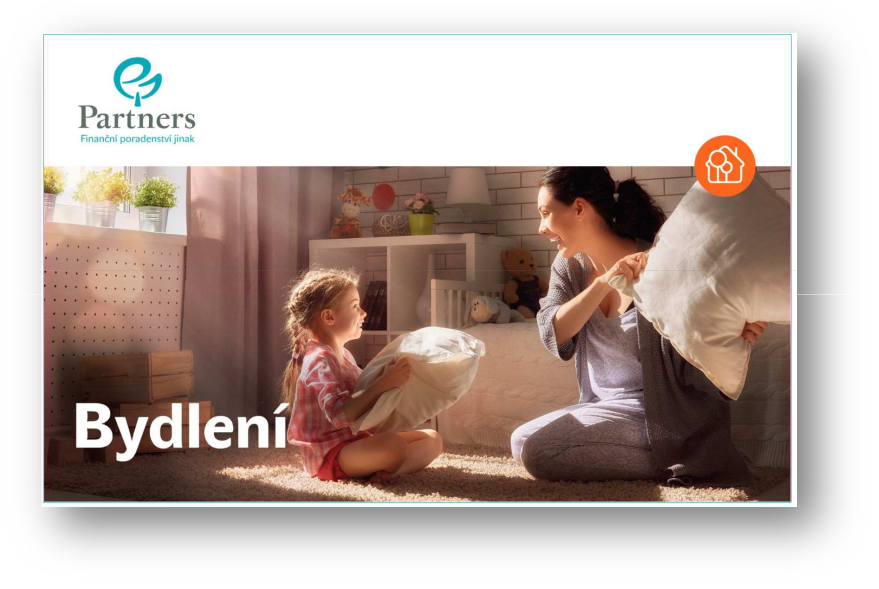 Partners
Finanční poradenství jinak
Bydlení